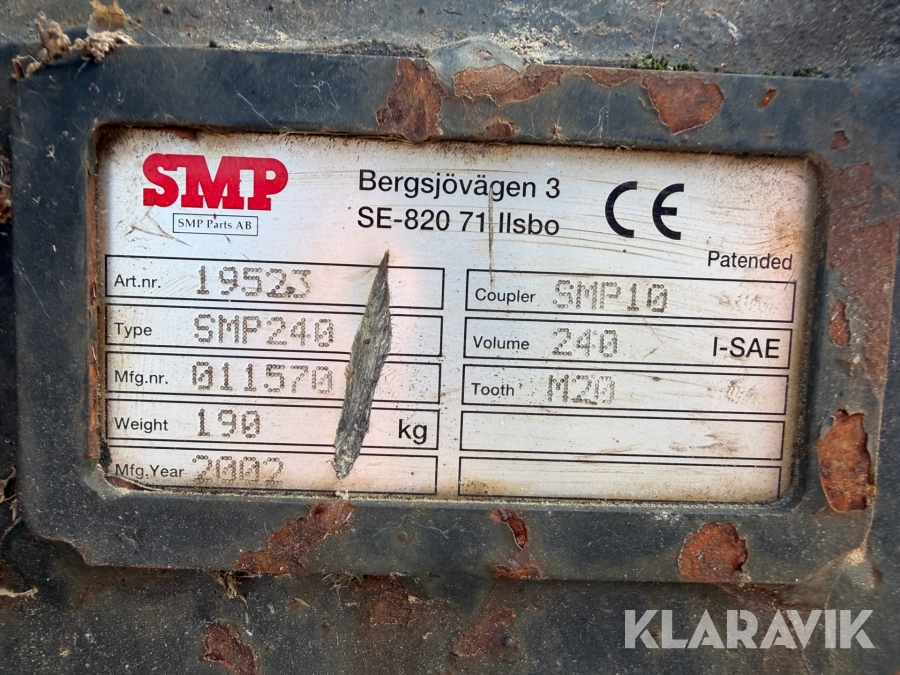 SMP
SMP Parts AB
Bergsjövägen 3
SE-820 71 Ilsbo
CE
Patended
Art.nr. 19523
Type SMP240
Mfg.nr. 011570
Weight 190 kg
Mfg.Year 2002
Coupler SMP10
Volume 240 I-SAE
Tooth M20
KLARAVIK